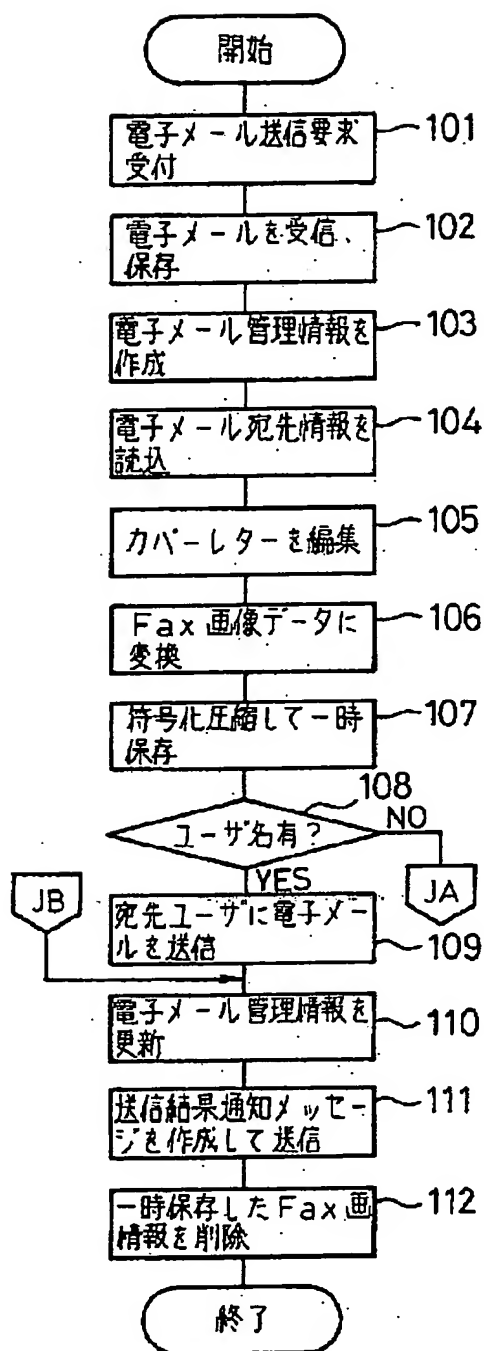 開始
電子メール送信要求
受付
101
電子メールを受信、
保存
102
電子メール管理情報を
作成
103
電子メール宛先情報を
読込
104
カバーレターを編集
105
Fax画像データに
変換
106
符号化圧縮して一時
保存
107
108
ユーザ名有?
NO
YES
JB
JA
宛先ユーザに電子メー
ルを送信
109
電子メール管理情報を
更新
110
送信結果通知メッセー
ジを作成して送信
111
一時保存したFax画
情報を削除
112
終了